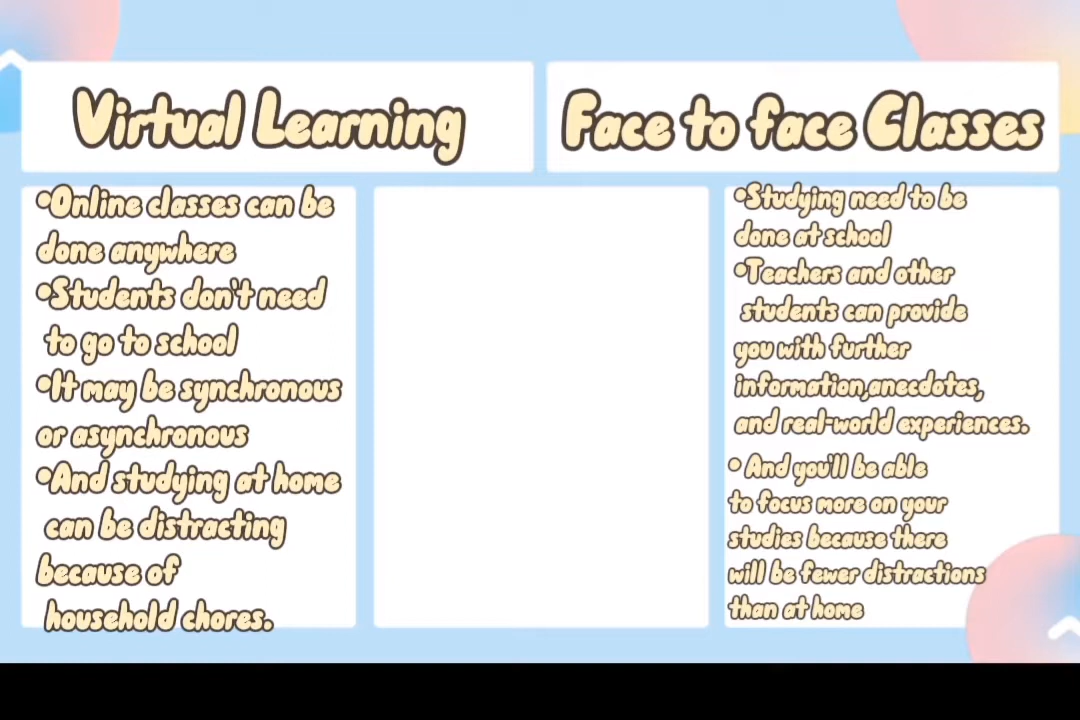 Virtual Learning
Face to face Classes
•Online classes can be
done anywhere
•Students don't need
to go to school
•It may be synchronous
or asynchronous
•And studying at home
can be distracting
because of
household chores.
•Studying need to be
done at school
•Teachers and other
students can provide
you with further
information,anecdotes,
and real-world experiences.
• And you'll be able
to focus more on your
studies because there
will be fewer distractions
than at home